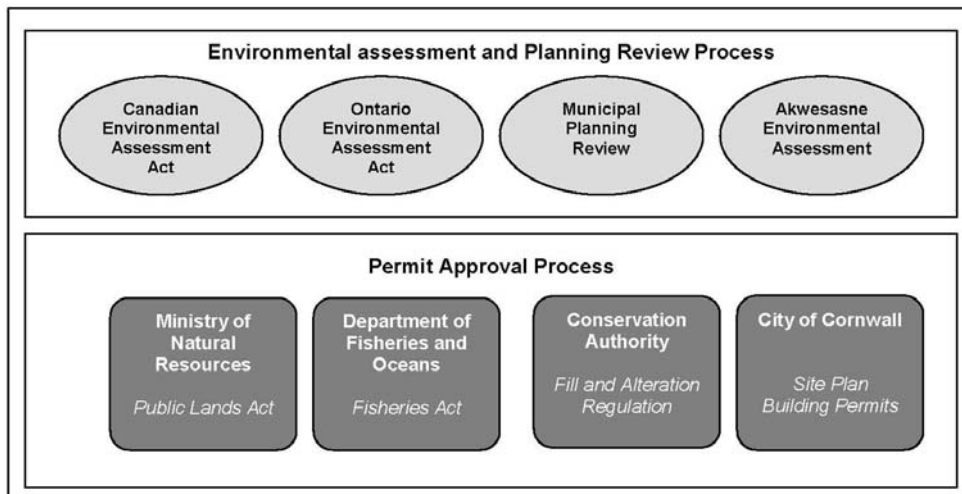 Environmental assessment and Planning Review Process
Canadian
Environmental
Assessment
Act
Ontario
Environmental
Assessment
Act
Municipal
Planning
Review
Akwesasne
Environmental
Assessment
Permit Approval Process
Ministry of
Natural
Resources
Public Lands Act
Department of
Fisheries and
Oceans
Fisheries Act
Conservation
Authority
Fill and Alteration
Regulation
City of Cornwall
Site Plan
Building Permits